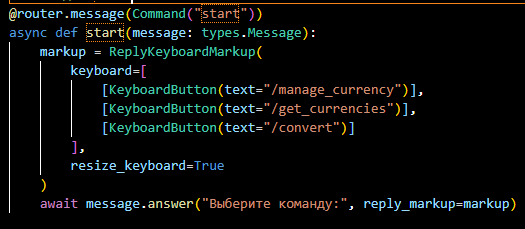 @router.message(Command("start"))
async def start(message: types.Message):
    markup = ReplyKeyboardMarkup(
        keyboard=[
            [KeyboardButton(text="/manage_currency")],
            [KeyboardButton(text="/get_currencies")],
            [KeyboardButton(text="/convert")]
        ],
        resize_keyboard=True
    )
    await message.answer("Выберите команду:", reply_markup=markup)